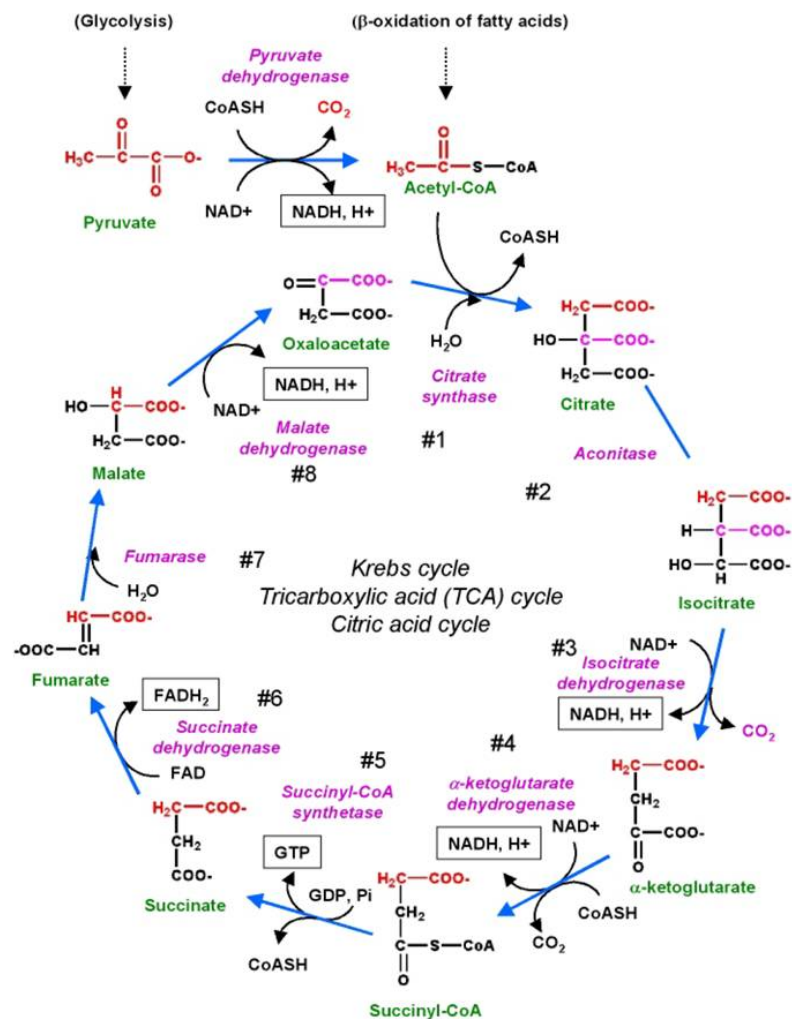 (Glycolysis)
(β-oxidation of fatty acids)
Pyruvate
dehydrogenase
CoASH
CO2
O
H3C—C—C—O-
O
Pyruvate
NAD+
NADH, H+
O
H3C—C—S—CoA
Acetyl-CoA
CoASH
O=C—COO-
H2C—COO-
Oxaloacetate
H2O
Citrate
synthase
#1
H2C—COO-
HO—C—COO-
H2C—COO-
Citrate
NADH, H+
NAD+
Malate
dehydrogenase
#8
H
HO—C—COO-
H2C—COO-
Malate
Aconitase
#2
H2C—COO-
H—C—COO-
HO—C—COO-
H
Isocitrate
Fumarase
#7
H2O
Krebs cycle
Tricarboxylic acid (TCA) cycle
Citric acid cycle
HC—COO-
-OOC—CH
Fumarate
#3
NAD+
Isocitrate
dehydrogenase
NADH, H+
CO2
FADH2
#6
Succinate
dehydrogenase
FAD
#5
Succinyl-CoA
synthetase
#4
α-ketoglutarate
dehydrogenase
NADH, H+
NAD+
H2C—COO-
CH2
C—COO-
O
α-ketoglutarate
H2C—COO-
CH2
COO-
Succinate
GTP
GDP, Pi
CoASH
H2C—COO-
CH2
C—S—CoA
O
Succinyl-CoA
CO2
CoASH